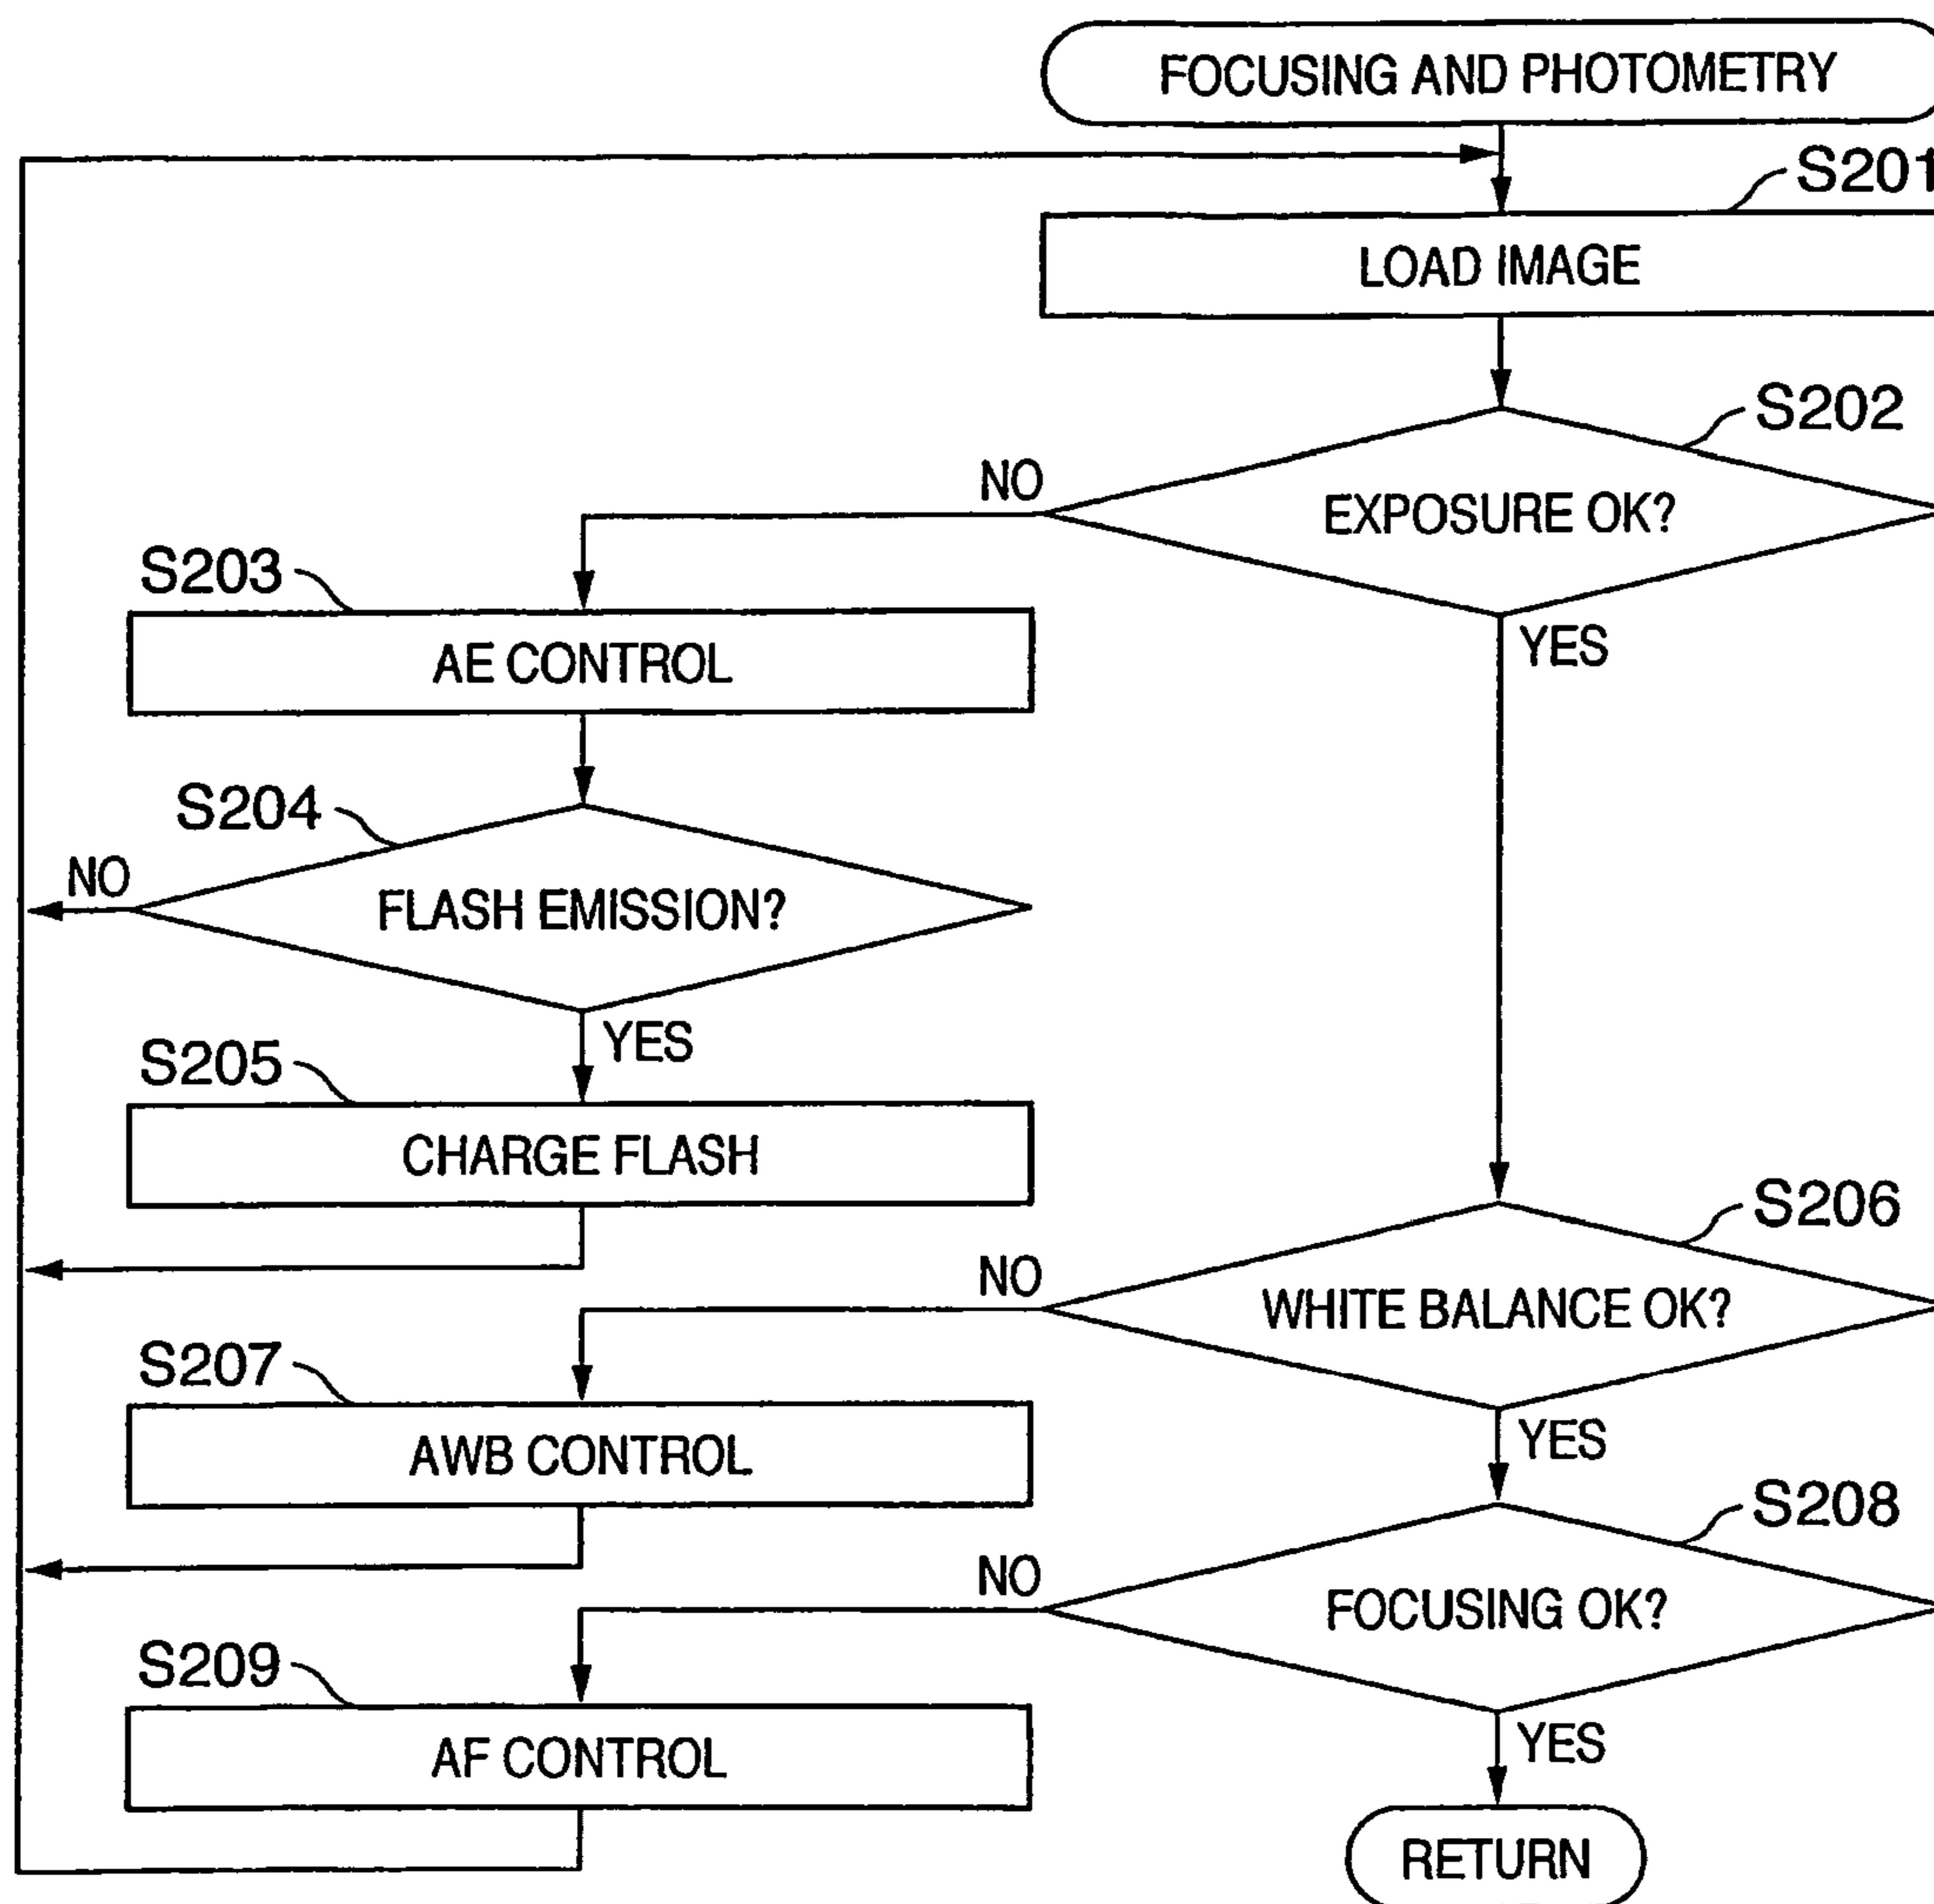 FOCUSING AND PHOTOMETRY
S201
LOAD IMAGE
S202
NO
EXPOSURE OK?
S203
YES
AE CONTROL
S204
NO
FLASH EMISSION?
YES
S205
CHARGE FLASH
S206
NO
WHITE BALANCE OK?
S207
YES
AWB CONTROL
S208
NO
FOCUSING OK?
S209
YES
AF CONTROL
RETURN